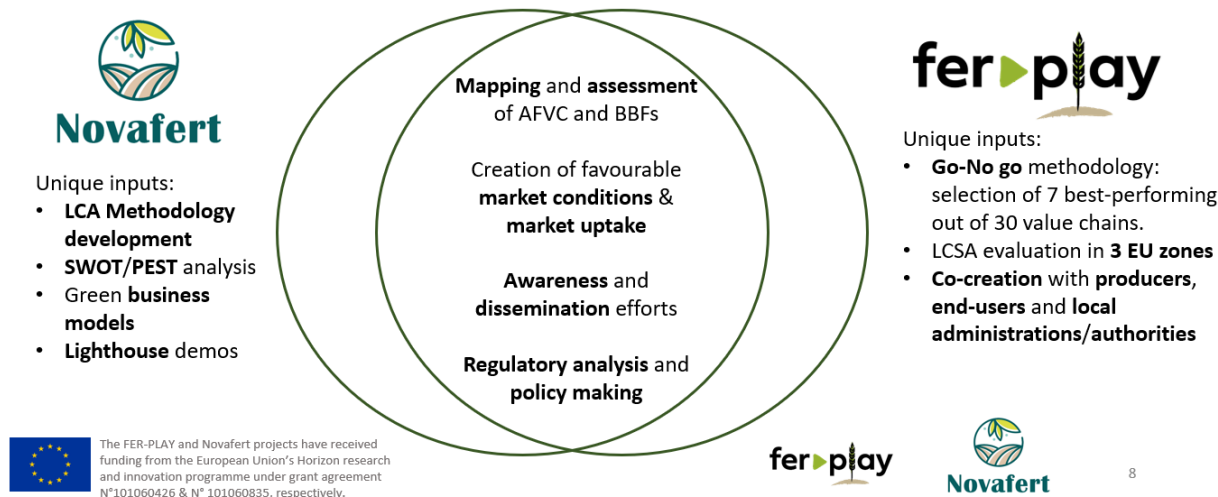 Novafert
Unique inputs:
• LCA Methodology
development
• SWOT/PEST analysis
• Green business
models
• Lighthouse demos
Mapping and assessment
of AFVC and BBFs
Creation of favourable
market conditions &
market uptake
Awareness and
dissemination efforts
Regulatory analysis and
policy making
fer play
Unique inputs:
• Go-No go methodology:
selection of 7 best-performing
out of 30 value chains.
• LCSA evaluation in 3 EU zones
• Co-creation with producers,
end-users and local
administrations/authorities
The FER-PLAY and Novafert projects have received
funding from the European Union's Horizon research
and innovation programme under grant agreement
N°101060426 & N° 101060835, respectively.
fer play
Novafert
8